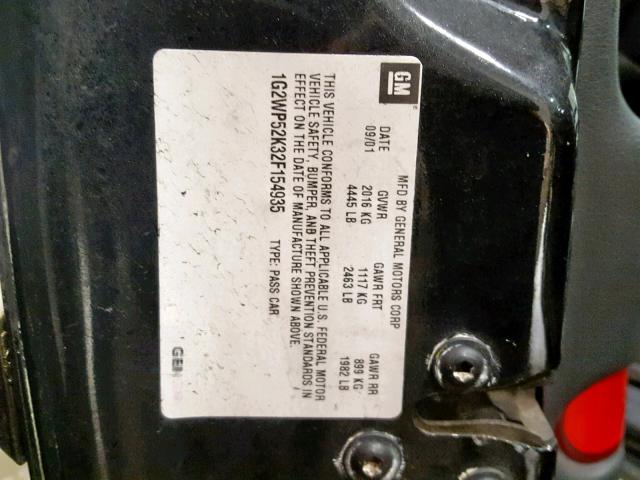 GM
MFD BY GENERAL MOTORS CORP
DATE GVWR GAWR FRT GAWR RR
09/01 2016 KG 1117 KG 899 KG
4445 LB 2463 LB 1982 LB
THIS VEHICLE CONFORMS TO ALL APPLICABLE U.S. FEDERAL MOTOR
VEHICLE SAFETY, BUMPER, AND THEFT PREVENTION STANDARDS IN
EFFECT ON THE DATE OF MANUFACTURE SHOWN ABOVE.
1G2WP52K32F154935 TYPE: PASS CAR
GEN